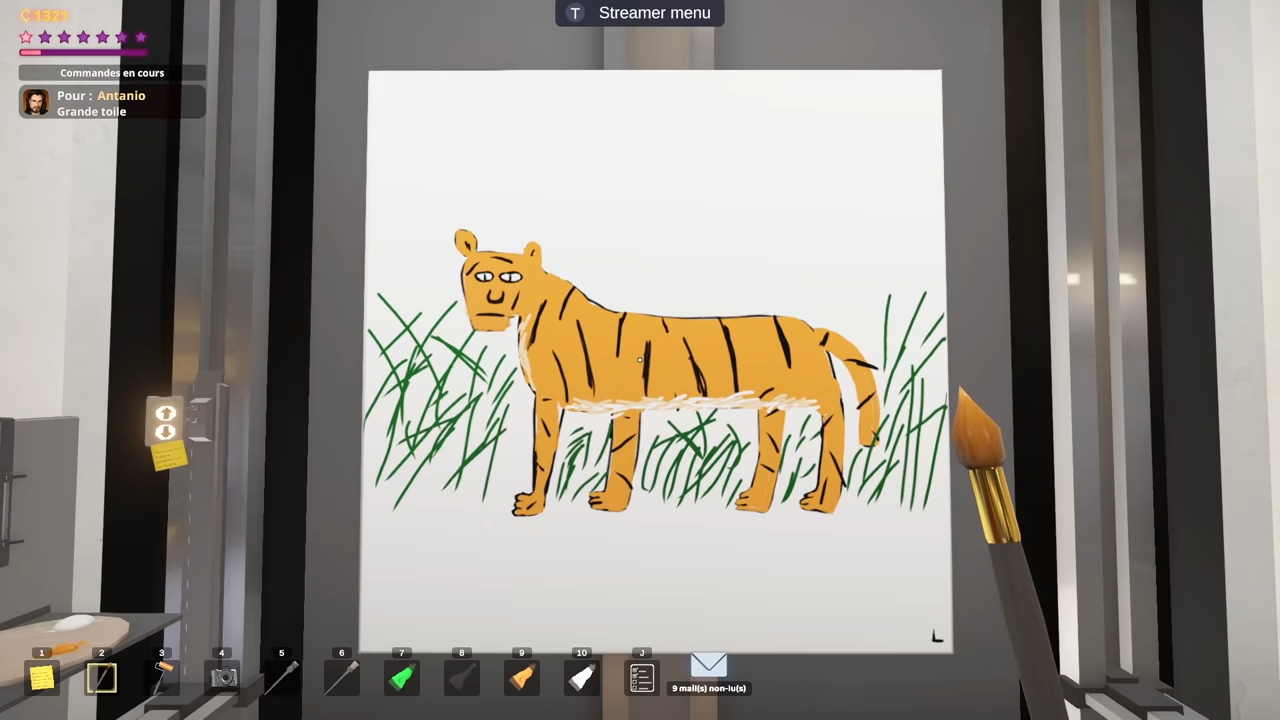 ₵ 1321
T Streamer menu
Commandes en cours
Pour : Antanio
Grande toile
L
1 2 3 4 5 6 7 8 9 10 J
9 mail(s) non-lu(s)